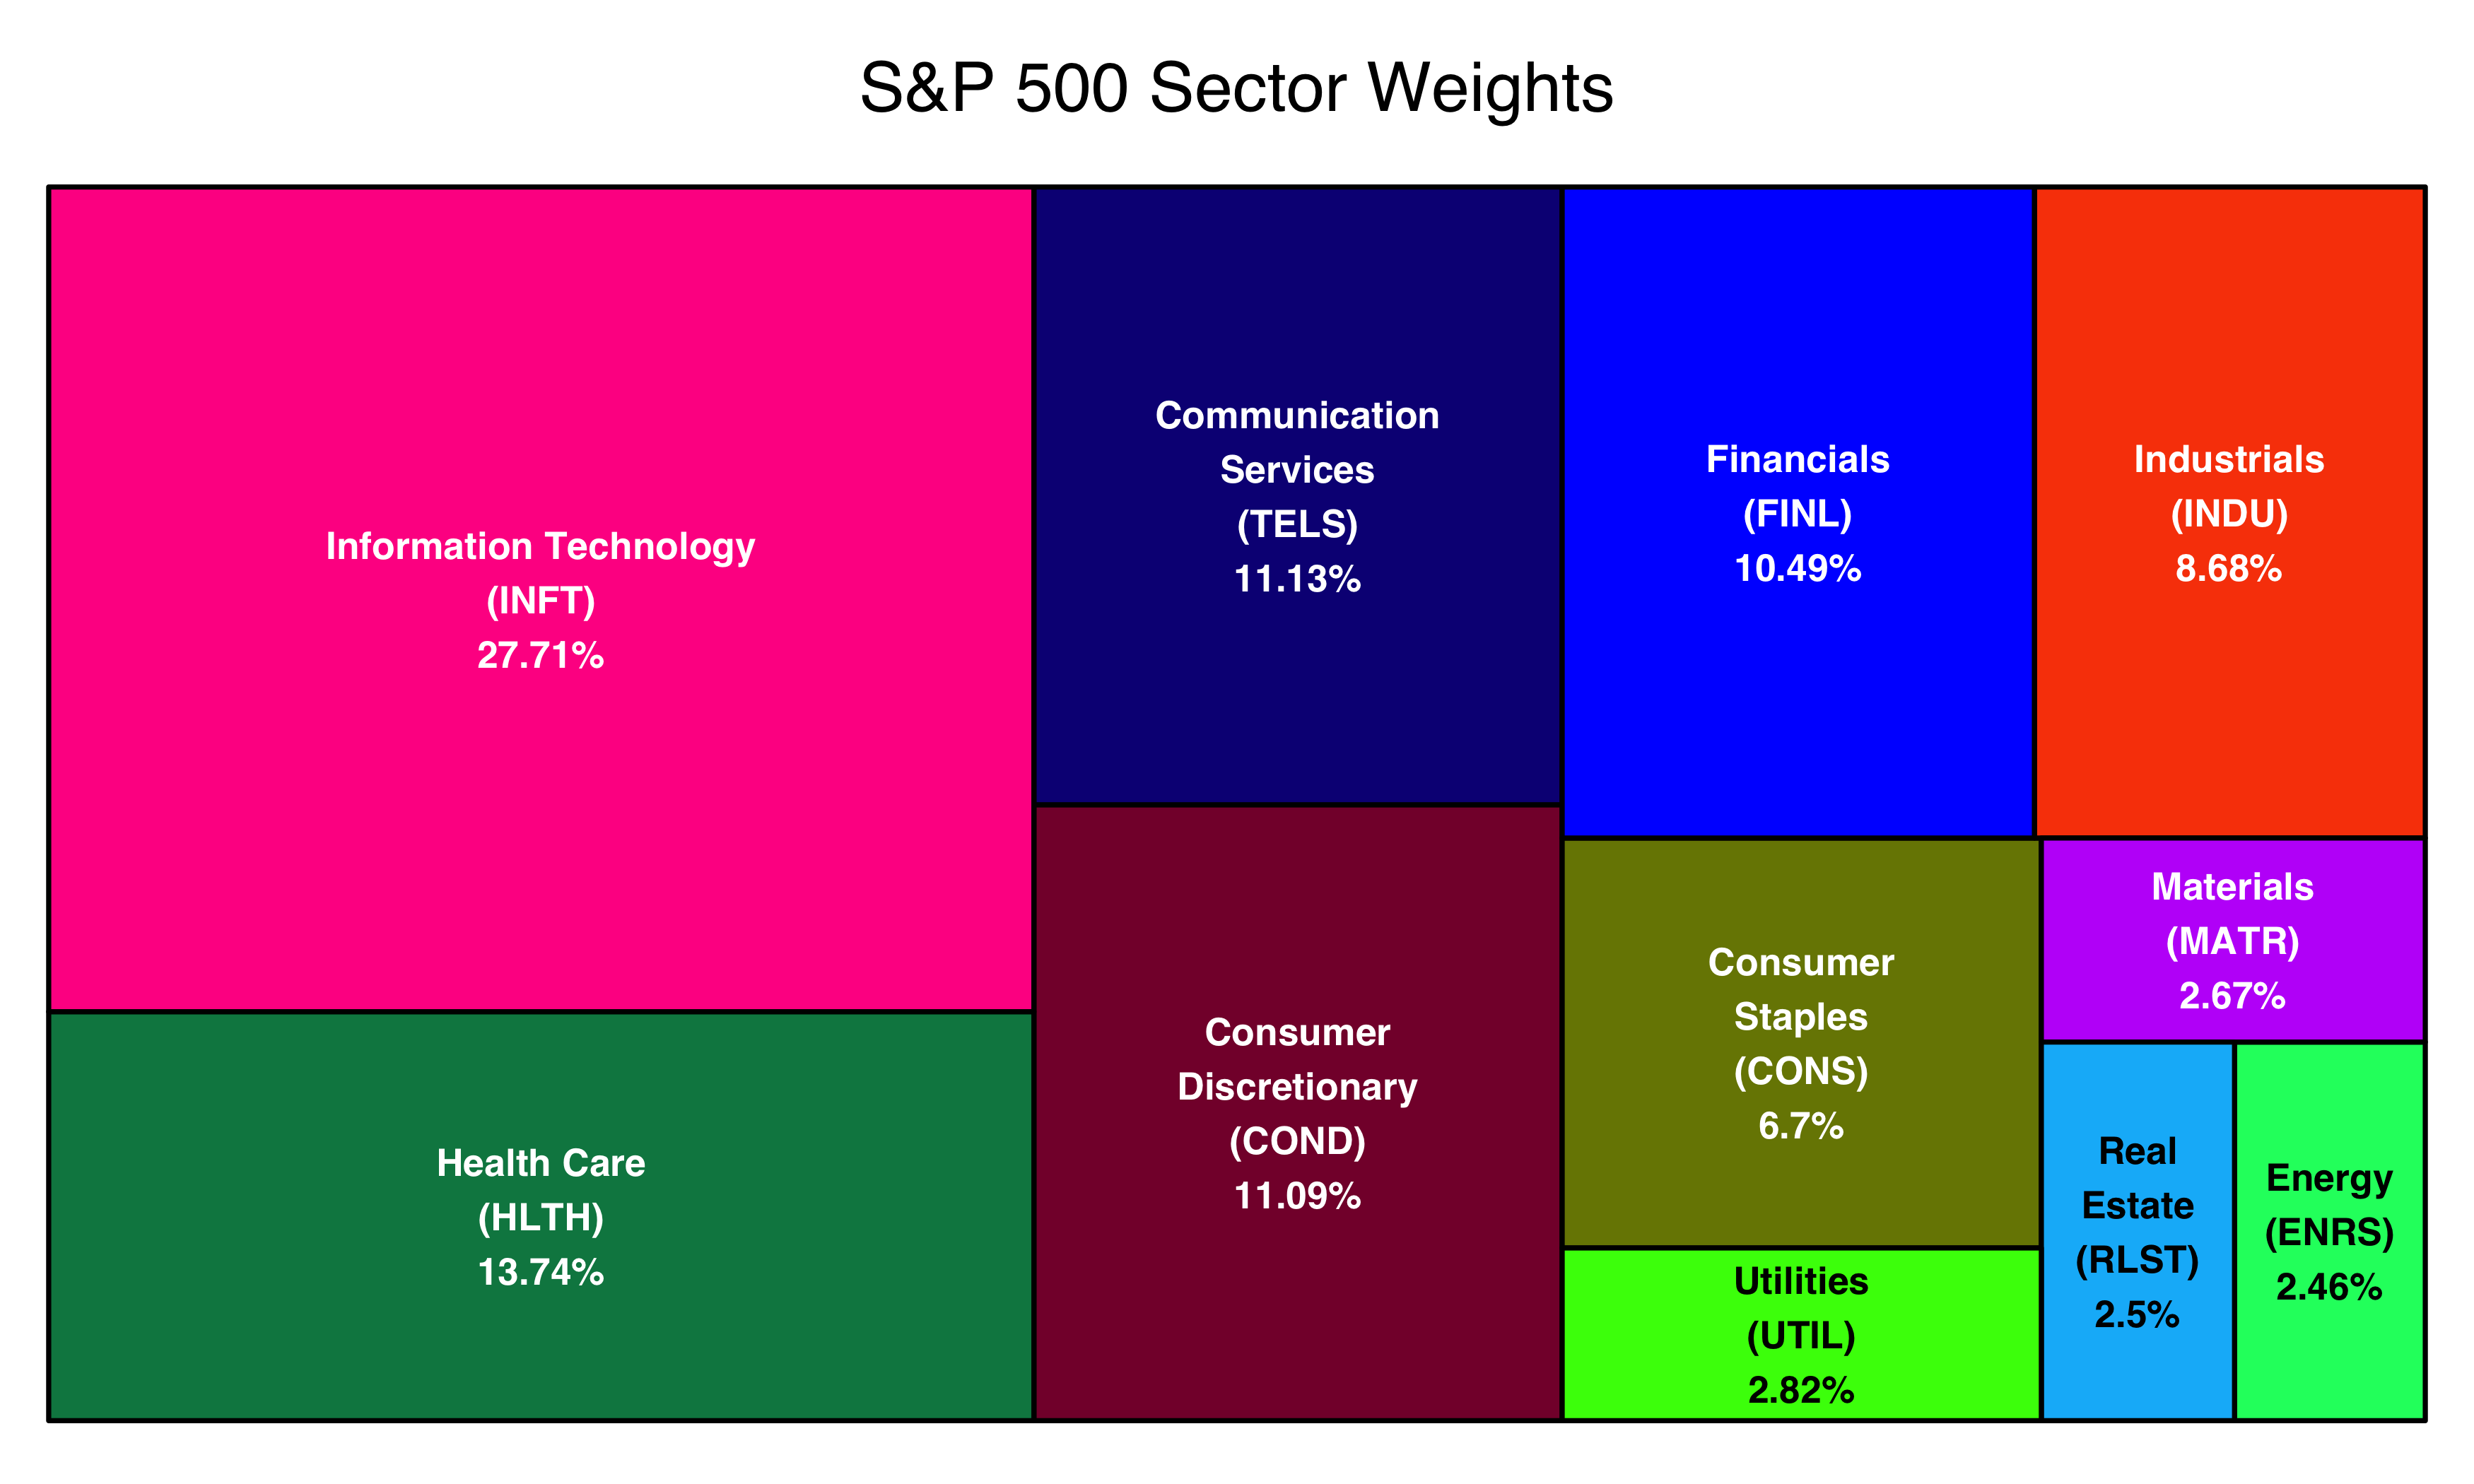 S&P 500 Sector Weights
Information Technology
(INFT)
27.71%
Health Care
(HLTH)
13.74%
Communication
Services
(TELS)
11.13%
Consumer
Discretionary
(COND)
11.09%
Financials
(FINL)
10.49%
Industrials
(INDU)
8.68%
Consumer
Staples
(CONS)
6.7%
Utilities
(UTIL)
2.82%
Materials
(MATR)
2.67%
Real
Estate
(RLST)
2.5%
Energy
(ENRS)
2.46%